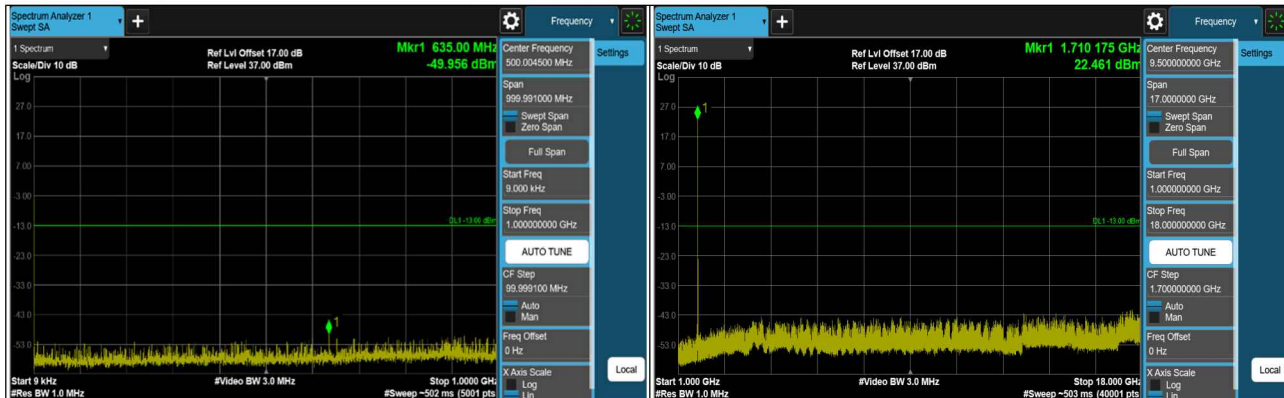 Spectrum Analyzer 1
Swept SA
+
Frequency
1 Spectrum
Scale/Div 10 dB
Log
Ref Lvl Offset 17.00 dB
Ref Level 37.00 dBm
Mkr1 635.00 MHz
-49.956 dBm
27.0
17.0
7.00
-3.00
-13.0
-23.0
-33.0
-43.0
-53.0
DL1 -13.00 dBm
1
Start 9 kHz
#Res BW 1.0 MHz
#Video BW 3.0 MHz
Stop 1.0000 GHz
#Sweep ~502 ms (5001 pts
Center Frequency
500.004500 MHz
Settings
Span
999.991000 MHz
Swept Span
Zero Span
Full Span
Start Freq
9.000 kHz
Stop Freq
1.000000000 GHz
AUTO TUNE
CF Step
99.999100 MHz
Auto
Man
Freq Offset
0 Hz
X Axis Scale
Log
Lin
Local
Spectrum Analyzer 1
Swept SA
+
Frequency
1 Spectrum
Scale/Div 10 dB
Log
Ref Lvl Offset 17.00 dB
Ref Level 37.00 dBm
Mkr1 1.710 175 GHz
22.461 dBm
27.0
17.0
7.00
-3.00
-13.0
-23.0
-33.0
-43.0
-53.0
DL1 -13.00 dBm
1
Start 1.000 GHz
#Res BW 1.0 MHz
#Video BW 3.0 MHz
Stop 18.000 GHz
#Sweep ~503 ms (40001 pts
Center Frequency
9.500000000 GHz
Settings
Span
17.0000000 GHz
Swept Span
Zero Span
Full Span
Start Freq
1.000000000 GHz
Stop Freq
18.000000000 GHz
AUTO TUNE
CF Step
1.700000000 GHz
Auto
Man
Freq Offset
0 Hz
X Axis Scale
Log
Lin
Local